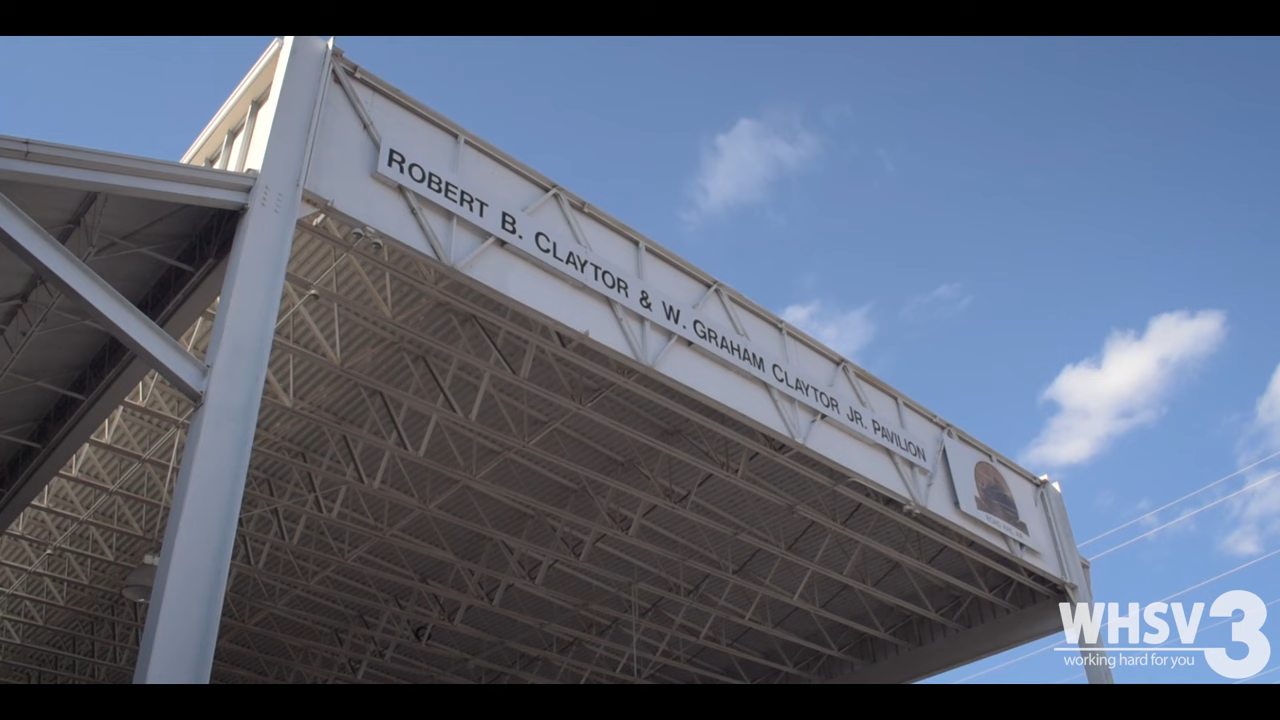 ROBERT B. CLAYTOR & W. GRAHAM CLAYTOR JR. PAVILION
WHSV 3
working hard for you